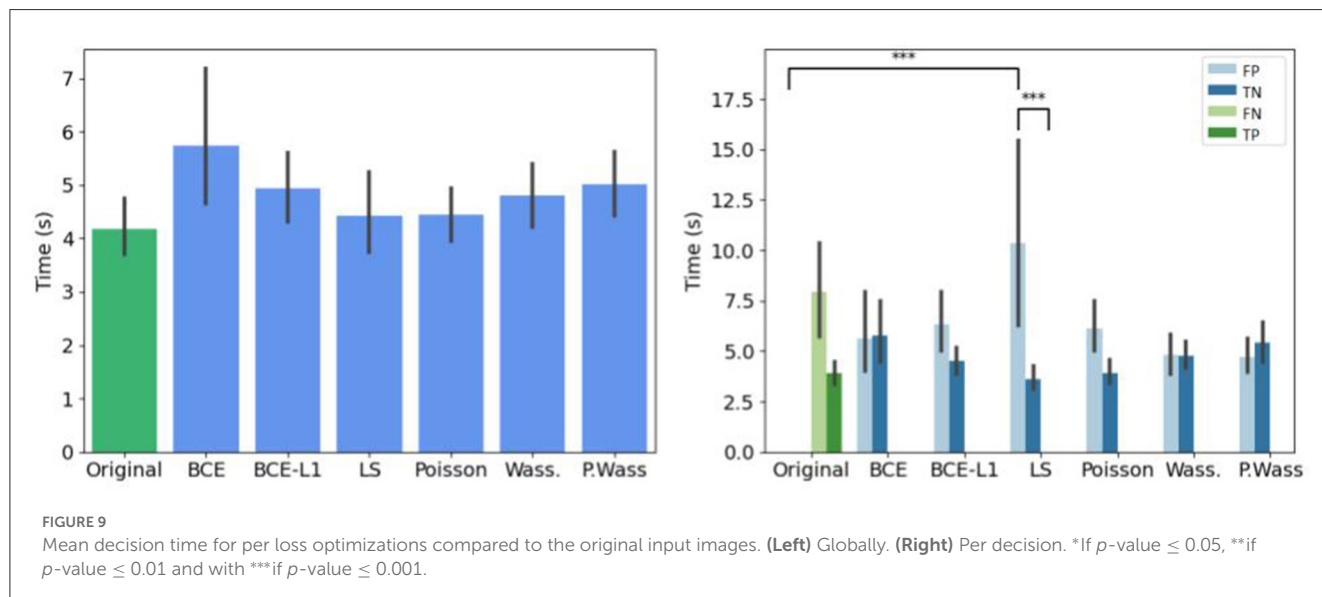 7
6
5
4
3
2
1
0
Time (s)
Original BCE BCE-L1 LS Poisson Wass. P.Wass
***
***
FP
TN
FN
TP
17.5
15.0
12.5
10.0
7.5
5.0
2.5
0.0
Time (s)
Original BCE BCE-L1 LS Poisson Wass. P.Wass
FIGURE 9
Mean decision time for per loss optimizations compared to the original input images. (Left) Globally. (Right) Per decision. *If p-value ≤ 0.05, **if
p-value ≤ 0.01 and with ***if p-value ≤ 0.001.